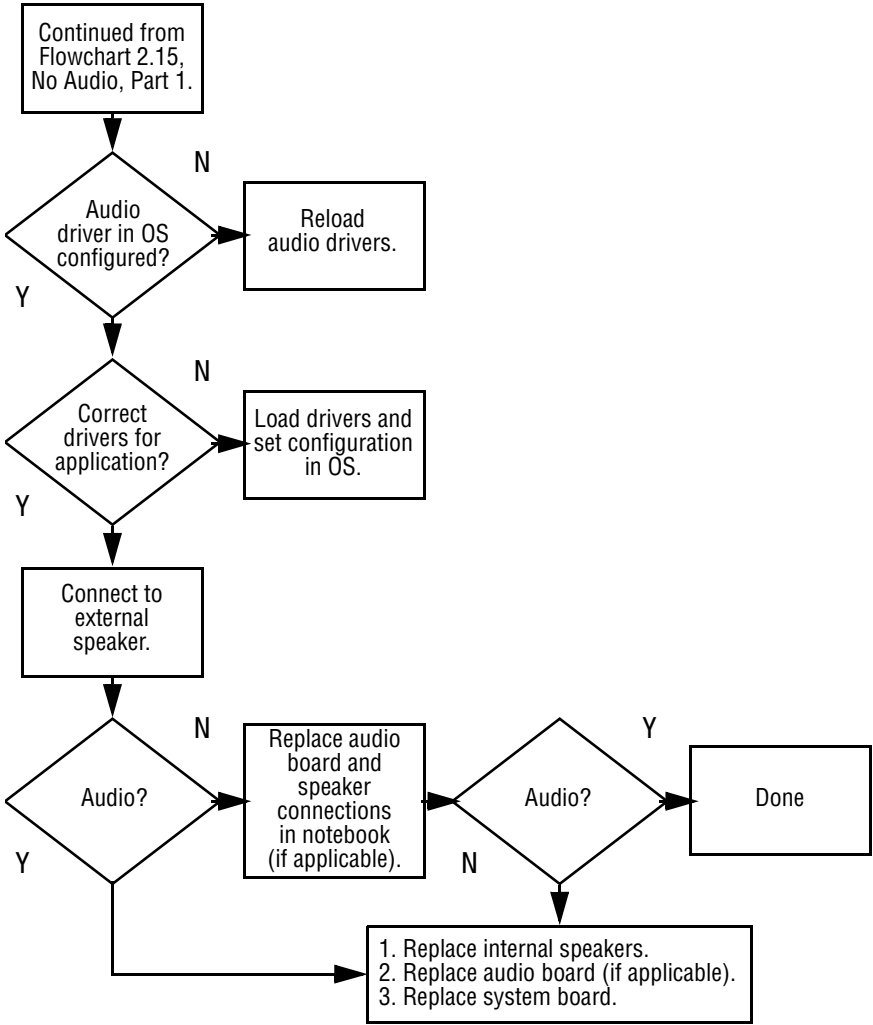 Continued from
Flowchart 2.15,
No Audio, Part 1.
N
Audio
driver in OS
configured?
Reload
audio drivers.
Y
N
Correct
drivers for
application?
Load drivers and
set configuration
in OS.
Y
Connect to
external
speaker.
N
Y
Audio?
Replace audio
board and
speaker
connections
in notebook
(if applicable).
Audio?
Done
Y
N
1. Replace internal speakers.
2. Replace audio board (if applicable).
3. Replace system board.